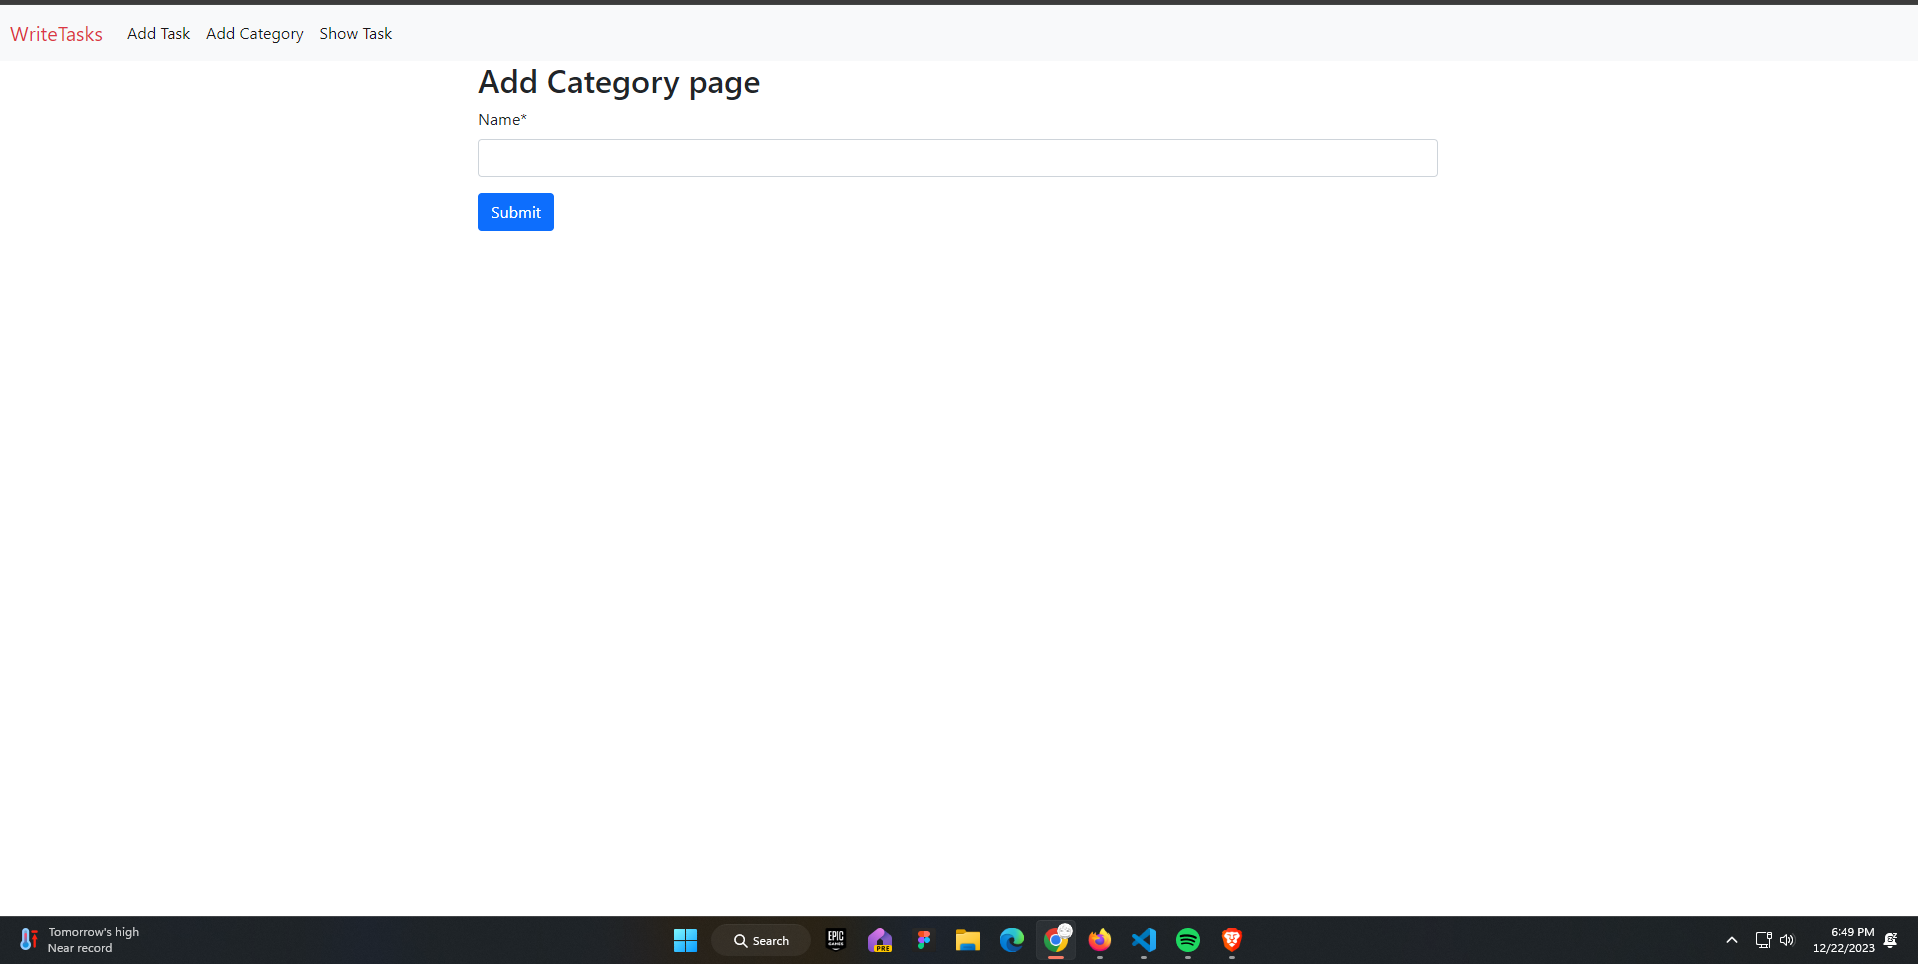 WriteTasks Add Task Add Category Show Task
Add Category page
Name*
Submit
Tomorrow's high
Near record
Search
EPIC
GAMES
PRE
6:49 PM
12/22/2023